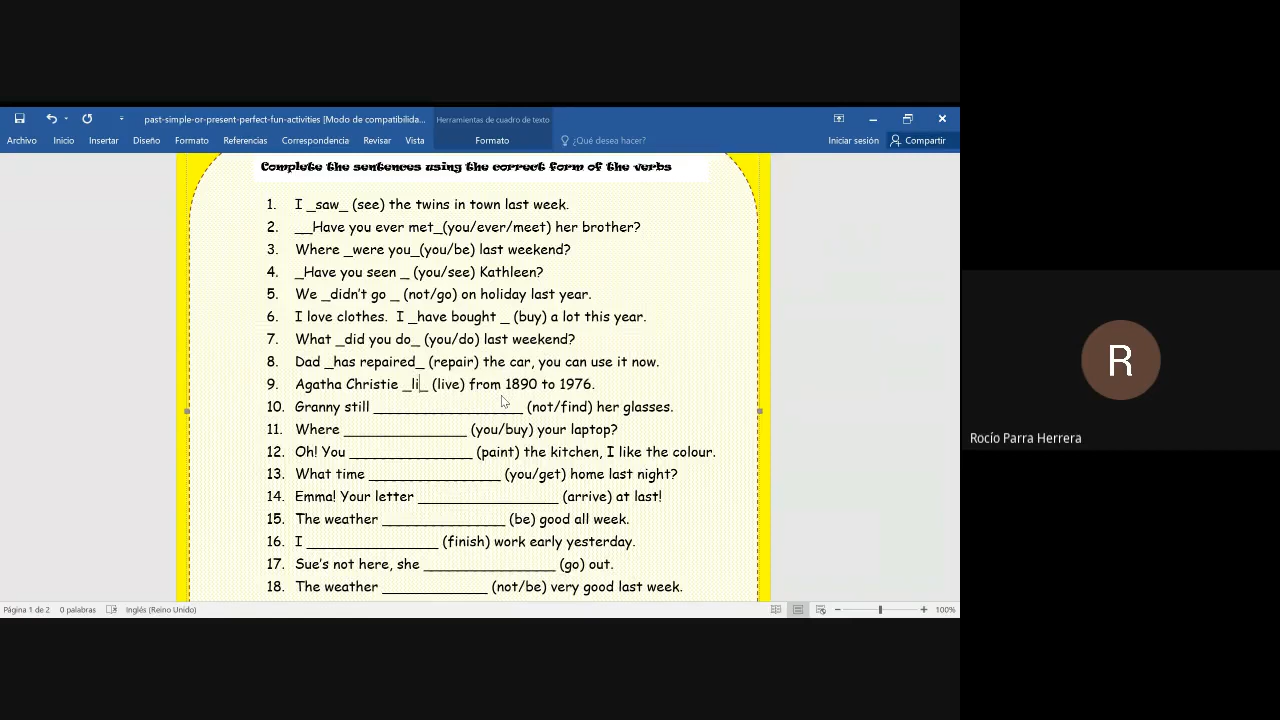 past-simple-or-present-perfect-fun-activities [Modo de compatibilida...
Herramientas de cuadro de texto
Archivo Inicio Insertar Diseño Formato Referencias Correspondencia Revisar Vista Formato ¿Qué desea hacer? Iniciar sesión Compartir
Complete the sentences using the correct form of the verbs
1. I _saw_ (see) the twins in town last week.
2. __Have you ever met_(you/ever/meet) her brother?
3. Where _were you_(you/be) last weekend?
4. _Have you seen _ (you/see) Kathleen?
5. We _didn't go _ (not/go) on holiday last year.
6. I love clothes. I _have bought _ (buy) a lot this year.
7. What _did you do_ (you/do) last weekend?
8. Dad _has repaired_ (repair) the car, you can use it now.
9. Agatha Christie _li_ (live) from 1890 to 1976.
10. Granny still _________________ (not/find) her glasses.
11. Where ______________ (you/buy) your laptop?
12. Oh! You ______________ (paint) the kitchen, I like the colour.
13. What time _______________ (you/get) home last night?
14. Emma! Your letter ________________ (arrive) at last!
15. The weather ______________ (be) good all week.
16. I _______________ (finish) work early yesterday.
17. Sue's not here, she _______________ (go) out.
18. The weather ____________ (not/be) very good last week.
Página 1 de 2 0 palabras Inglés (Reino Unido) 100%
R
Rocío Parra Herrera